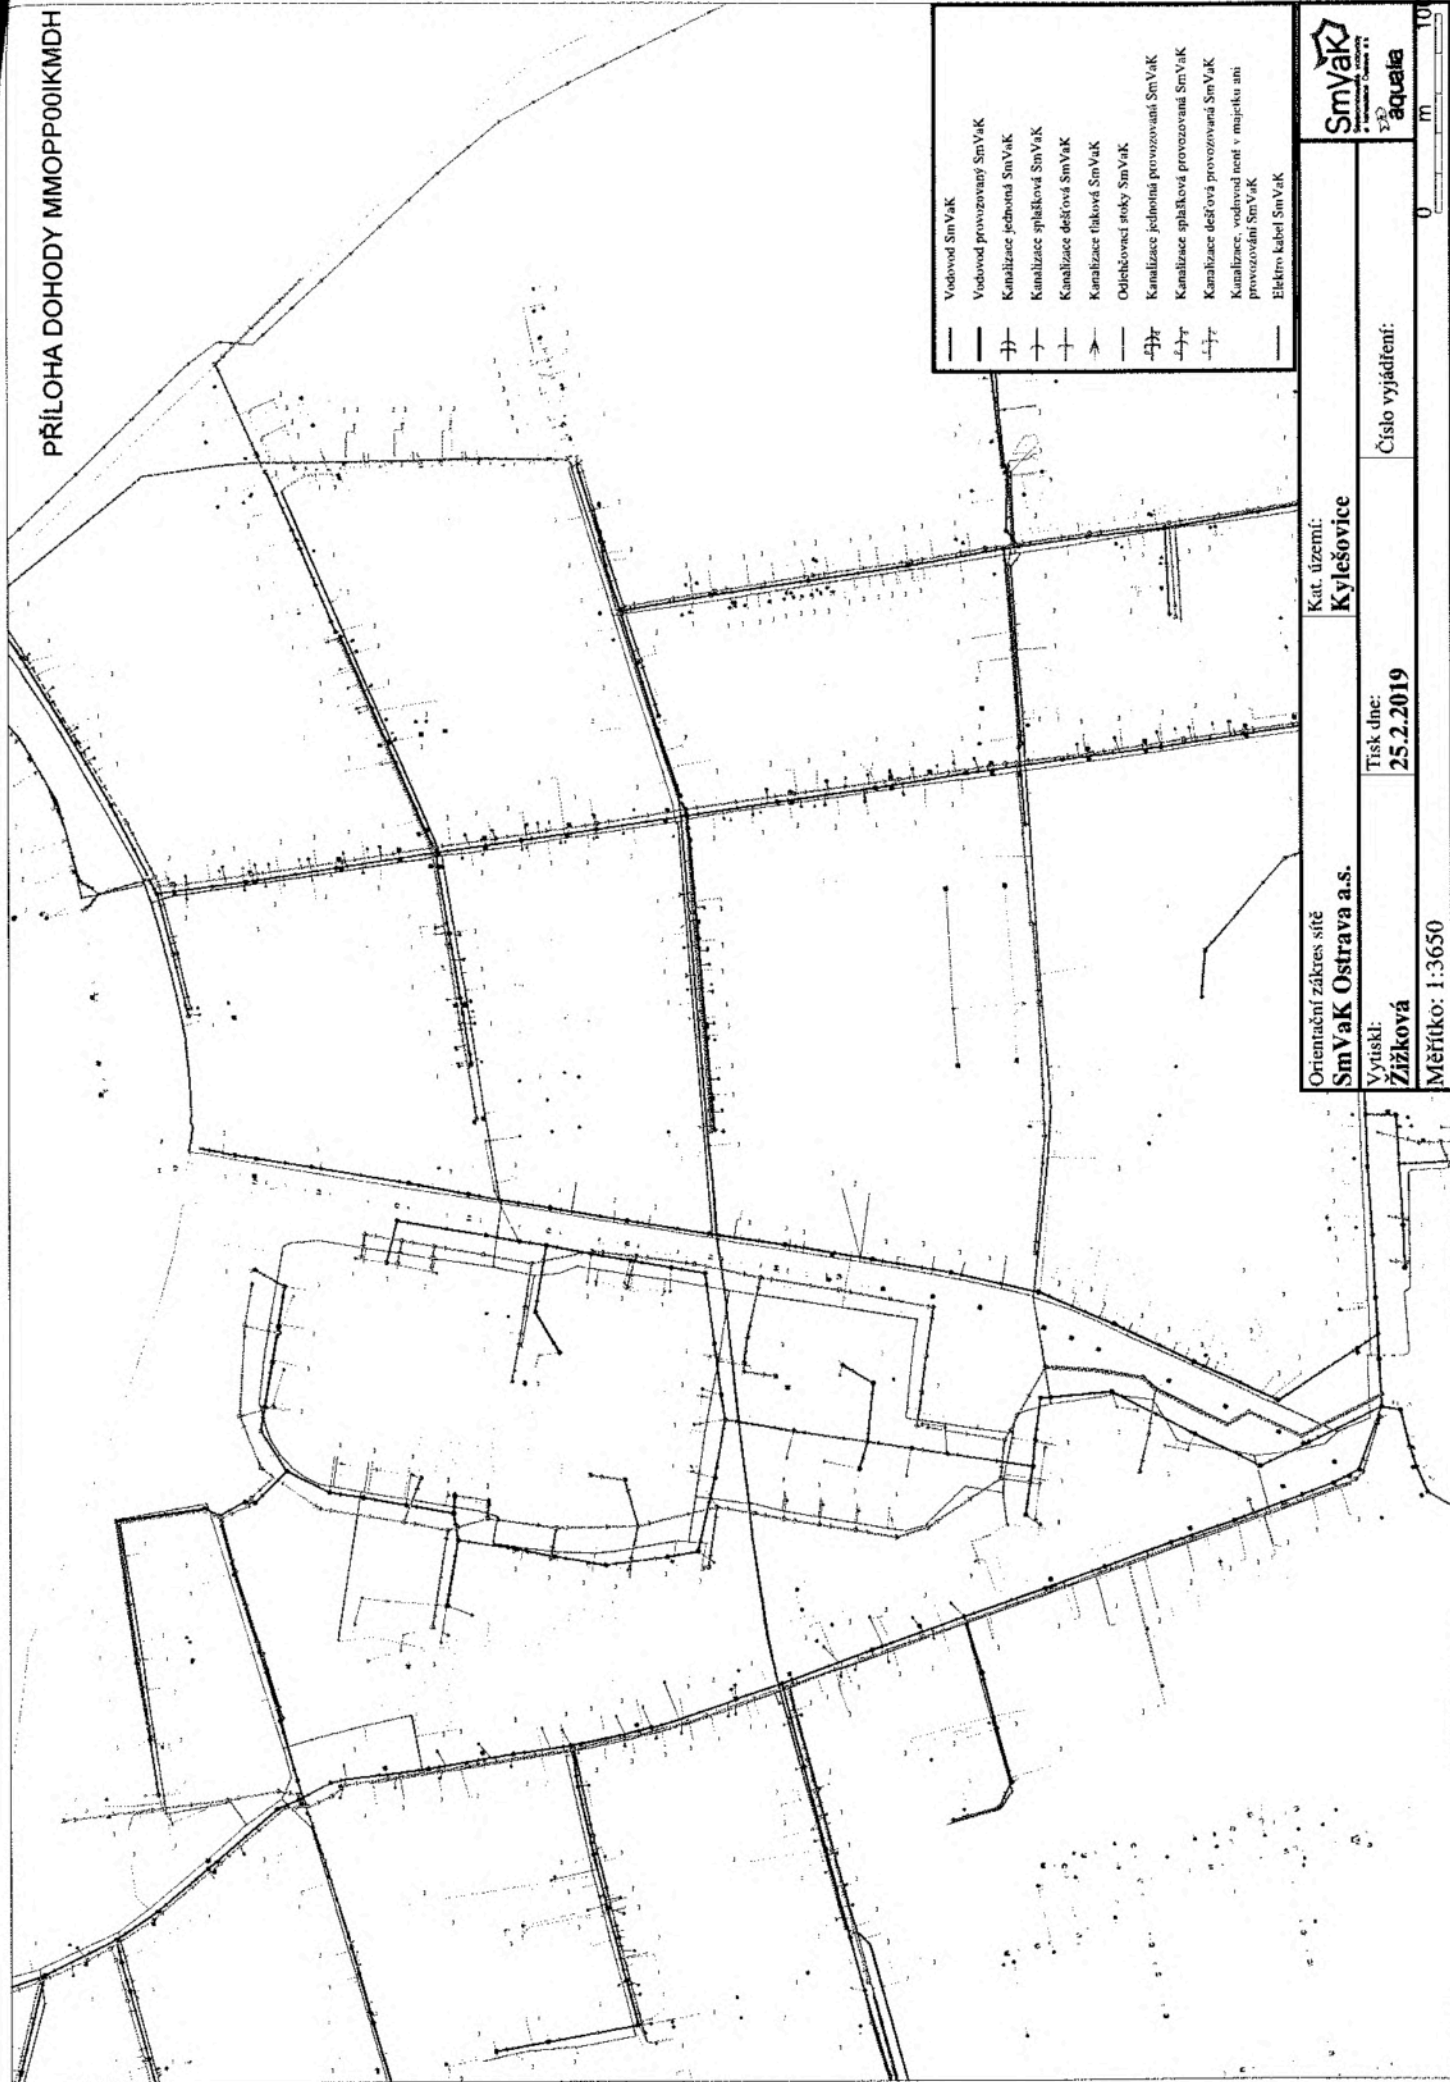 PŘÍLOHA DOHODY MMOPP00IKMDH
Vodovod SmVaK
Vodovod provozovaný SmVaK
Kanalizace jednotná SmVaK
Kanalizace splašková SmVaK
Kanalizace dešťová SmVaK
Kanalizace tlaková SmVaK
Odlehčovací stoky SmVaK
Kanalizace jednotná provozovaná SmVaK
Kanalizace splašková provozovaná SmVaK
Kanalizace dešťová provozovaná SmVaK
Kanalizace, vodovod není v majetku ani
provozování SmVaK
Elektro kabel SmVaK
Orientační zákres sítě
SmVaK Ostrava a.s.
Kat. území:
Kylešovice
SmVaK
aqualia
Vytiskl:
Žižková
Tisk dne:
25.2.2019
Číslo vyjádření:
Měřítko: 1:3650
0 m